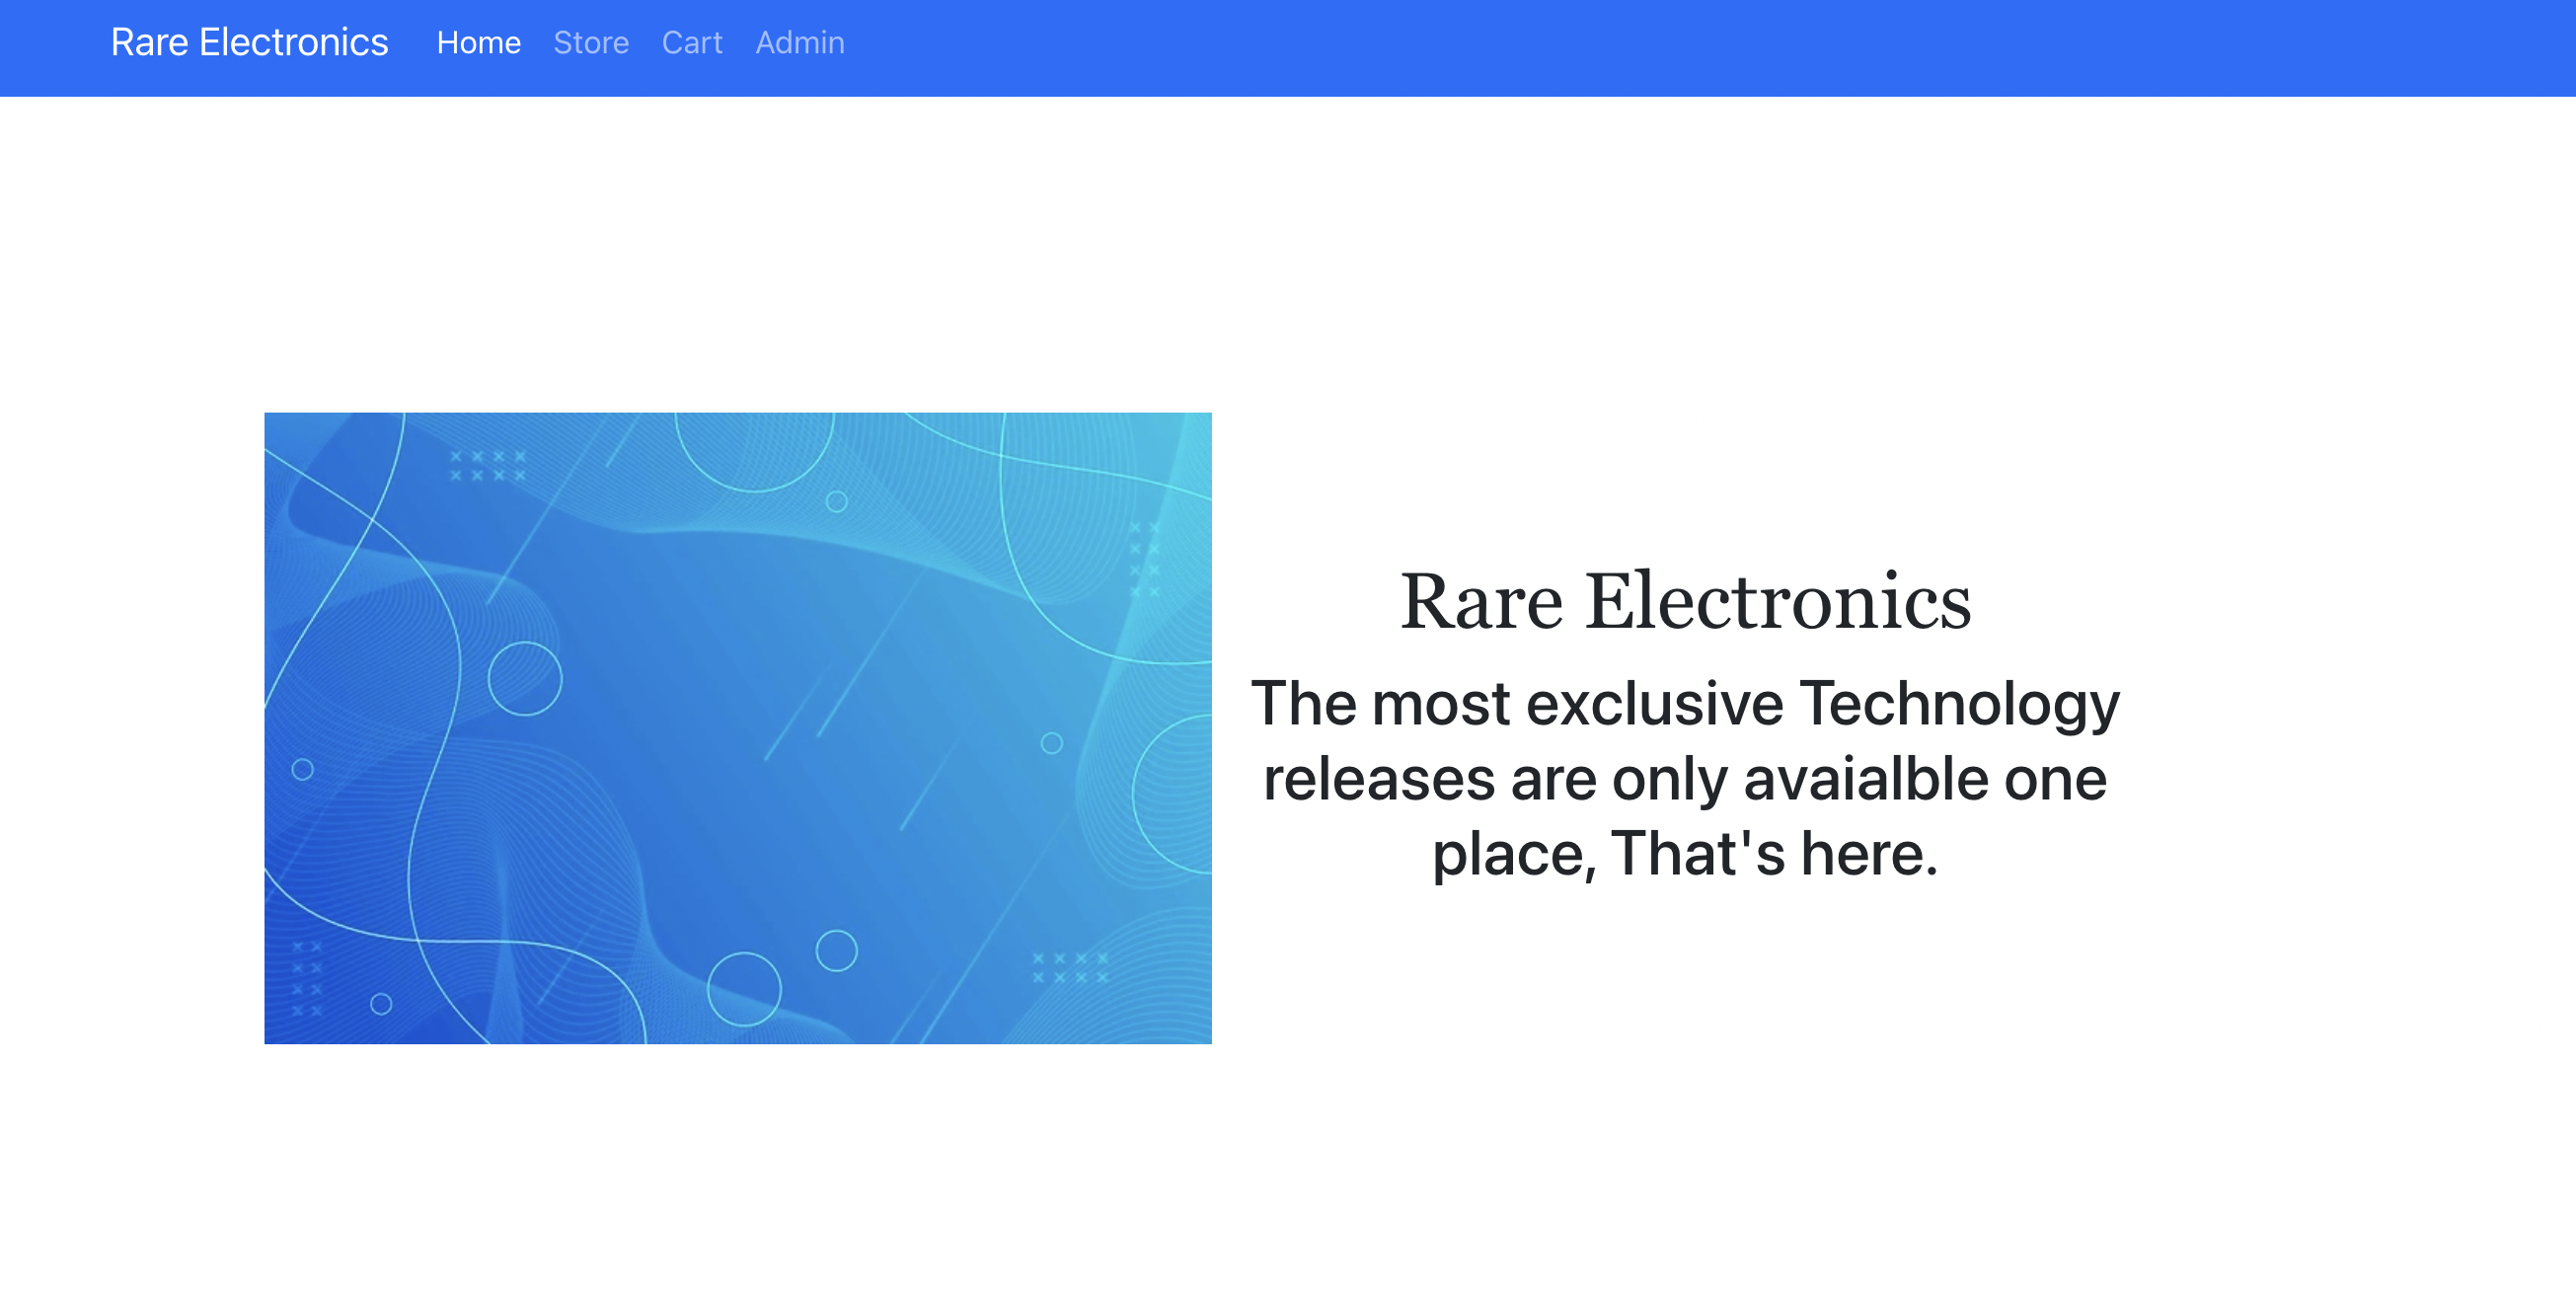 Rare Electronics Home Store Cart Admin
Rare Electronics
The most exclusive Technology
releases are only avaialble one
place, That's here.